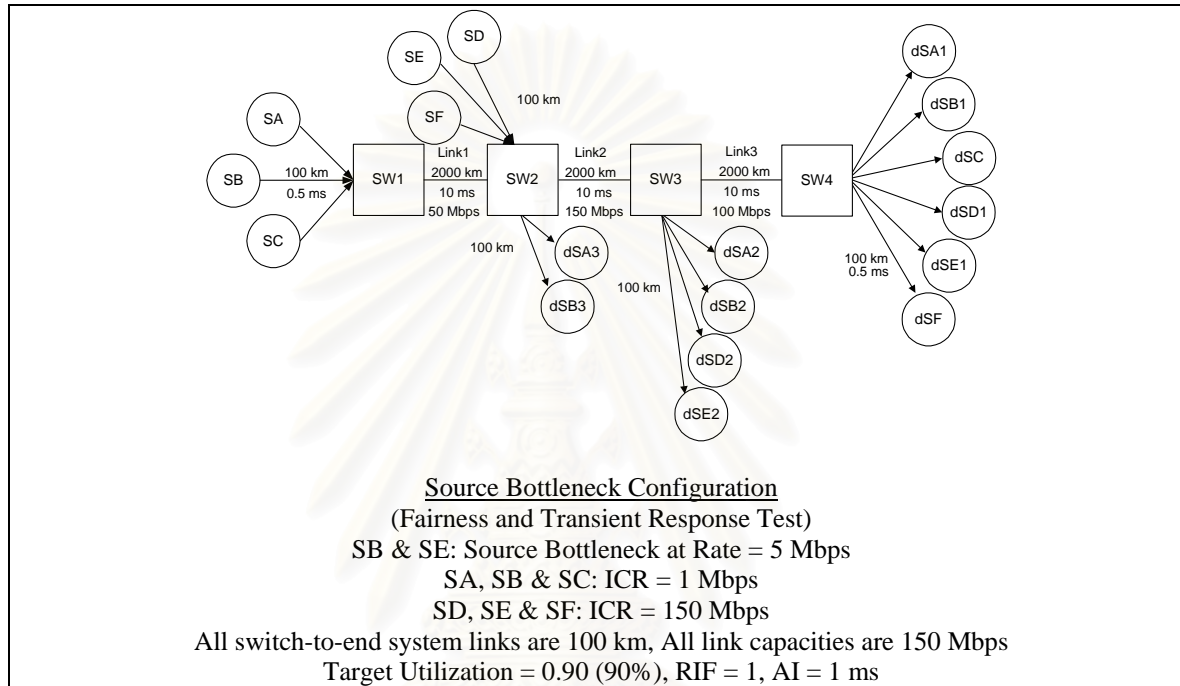 SD
SE
SF
100 km
SA
SB
SC
100 km
0.5 ms
SW1
Link1
2000 km
10 ms
50 Mbps
SW2
Link2
2000 km
10 ms
150 Mbps
SW3
Link3
2000 km
10 ms
100 Mbps
SW4
100 km
dSA3
dSB3
100 km
dSA2
dSB2
dSD2
dSE2
dSA1
dSB1
dSC
dSD1
dSE1
dSF
100 km
0.5 ms
Source Bottleneck Configuration
(Fairness and Transient Response Test)
SB & SE: Source Bottleneck at Rate = 5 Mbps
SA, SB & SC: ICR = 1 Mbps
SD, SE & SF: ICR = 150 Mbps
All switch-to-end system links are 100 km, All link capacities are 150 Mbps
Target Utilization = 0.90 (90%), RIF = 1, AI = 1 ms